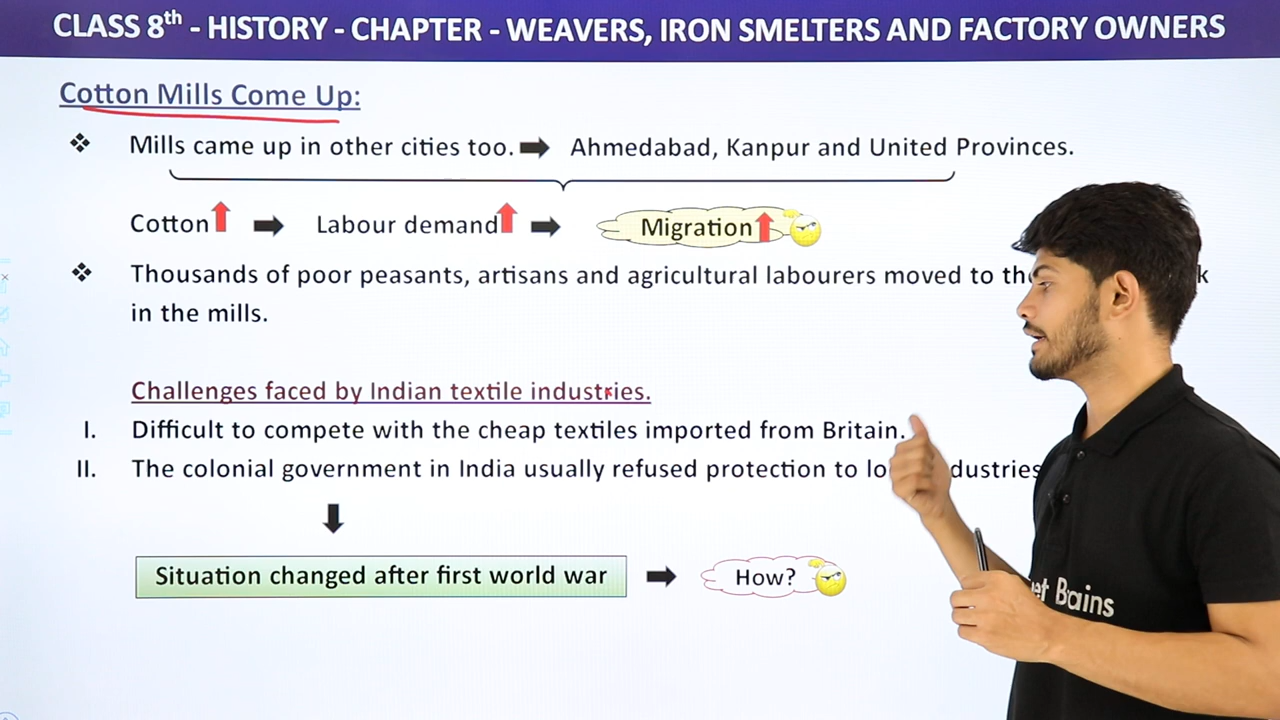 CLASS 8th - HISTORY - CHAPTER - WEAVERS, IRON SMELTERS AND FACTORY OWNERS
Cotton Mills Come Up:
❖ Mills came up in other cities too. ➡ Ahmedabad, Kanpur and United Provinces.
Cotton ⬆ ➡ Labour demand ⬆ ➡ Migration ⬆
❖ Thousands of poor peasants, artisans and agricultural labourers moved to
in the mills.
Challenges faced by Indian textile industries.
I. Difficult to compete with the cheap textiles imported from Britain.
II. The colonial government in India usually refused protection to
⬇
Situation changed after first world war ➡ How?
Brains